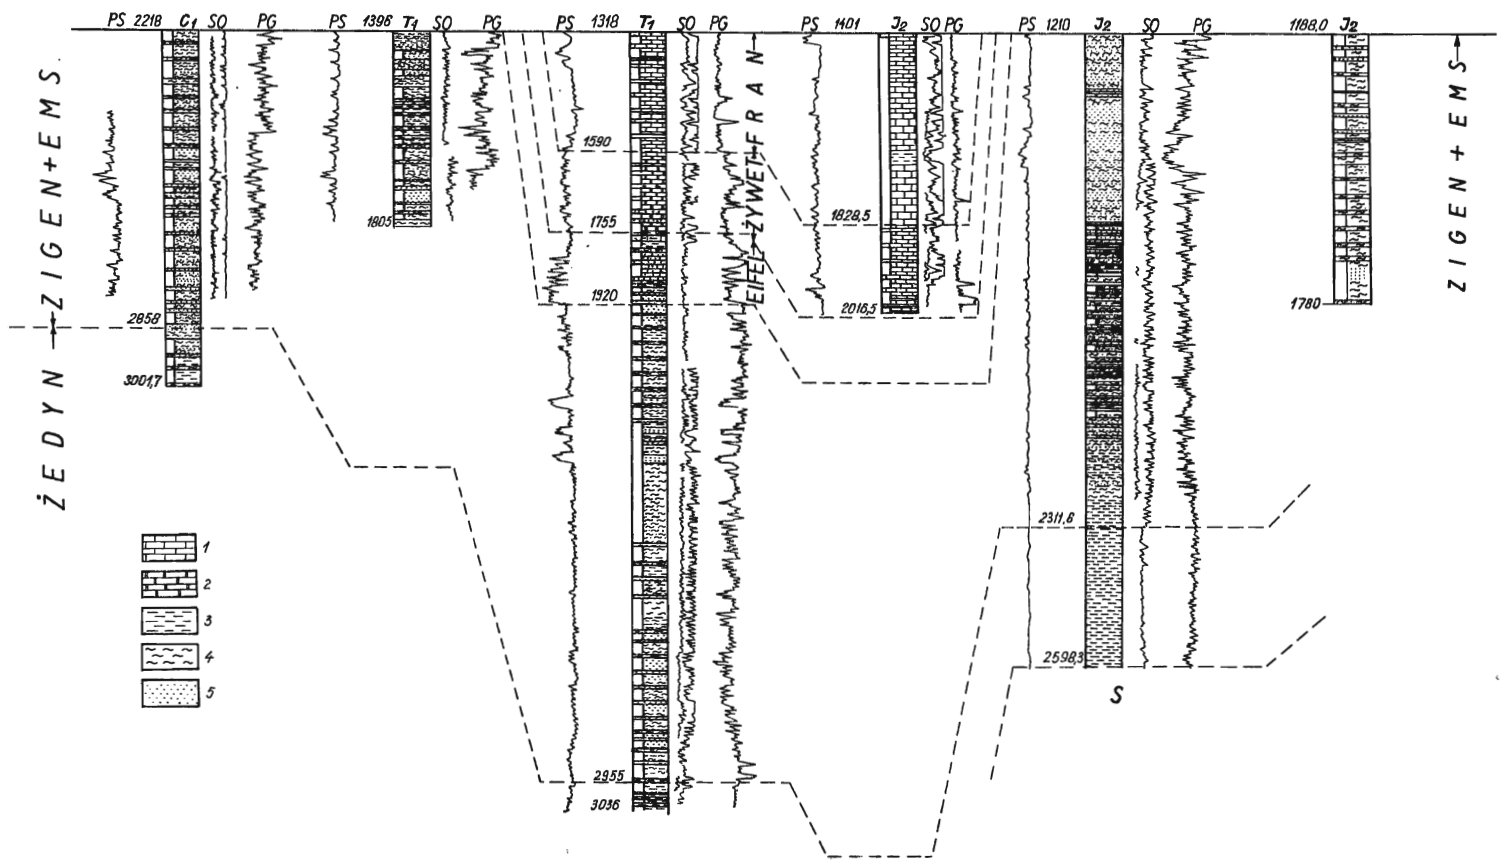 PS 2218 C1 SO PG PS 1396 T1 SO PG PS 1318 T1 SO PG PS 1401 J2 SO PG PS 1210 J2 SO PG 1188,0 J2
ŻEDYN
ZIGEN+EMS.
2858
3001,7
1805
1590
1755
1920
2955
3036
EIFEL
ŻYWET
FRAN
1828,5
2016,5
2311,6
2598,3
S
1780
ZIGEN+EMS
1
2
3
4
5